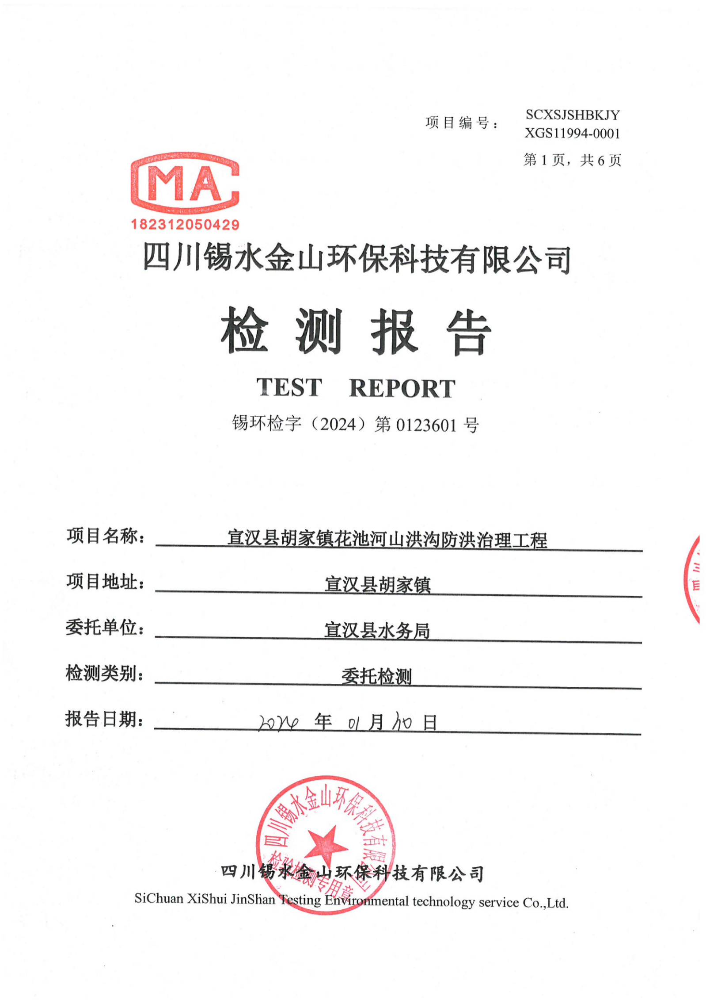 项目编号：
SCXSJSHBKJY
XGS11994-0001
第 1 页，共 6 页
MA
182312050429
四川锡水金山环保科技有限公司
检测报告
TEST REPORT
锡环检字（2024）第 0123601 号
项目名称：宣汉县胡家镇花池河山洪沟防洪治理工程
项目地址：宣汉县胡家镇
委托单位：宣汉县水务局
检测类别：委托检测
报告日期：2024 年 01 月 日
四川锡水金山环保科技有限公司
检验检测专用章
四川锡水金山环保科技有限公司
SiChuan XiShui JinShan Testing Environmental technology service Co.,Ltd.